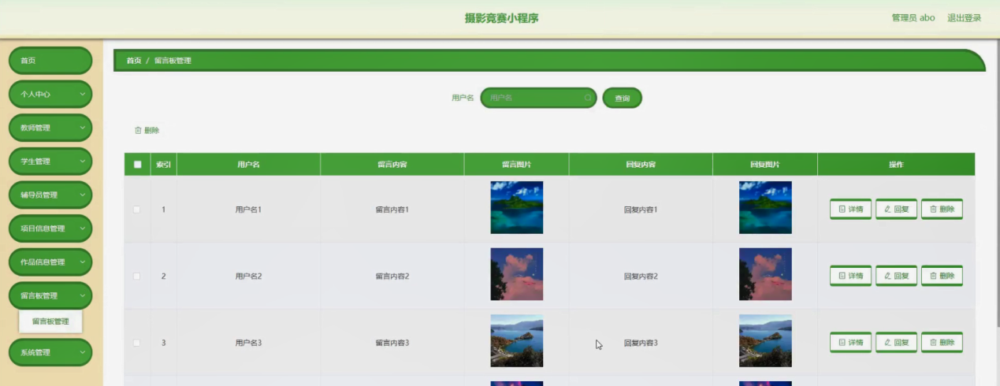 摄影竞赛小程序
管理员 abo 退出登录
首页
个人中心
教师管理
学生管理
辅导员管理
项目信息管理
作品信息管理
留言板管理
留言板管理
系统管理
首页 / 留言板管理
用户名 用户名 查询
删除
索引 用户名 留言内容 留言图片 回复内容 回复图片 操作
1 用户名1 留言内容1 回复内容1 详情 回复 删除
2 用户名2 留言内容2 回复内容2 详情 回复 删除
3 用户名3 留言内容3 回复内容3 详情 回复 删除